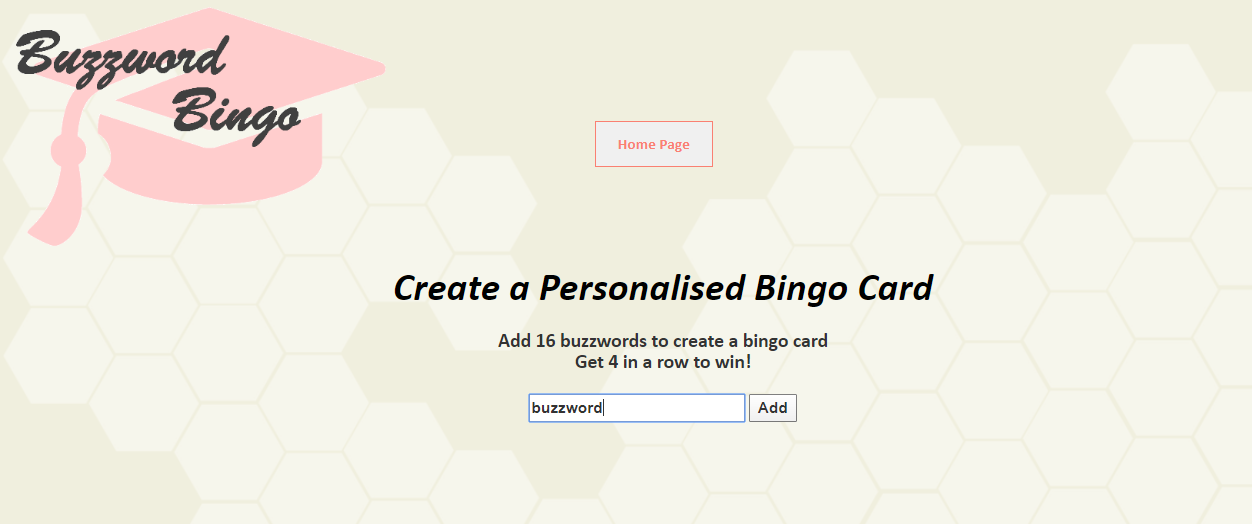 Buzzword
Bingo
Home Page
Create a Personalised Bingo Card
Add 16 buzzwords to create a bingo card
Get 4 in a row to win!
buzzword Add